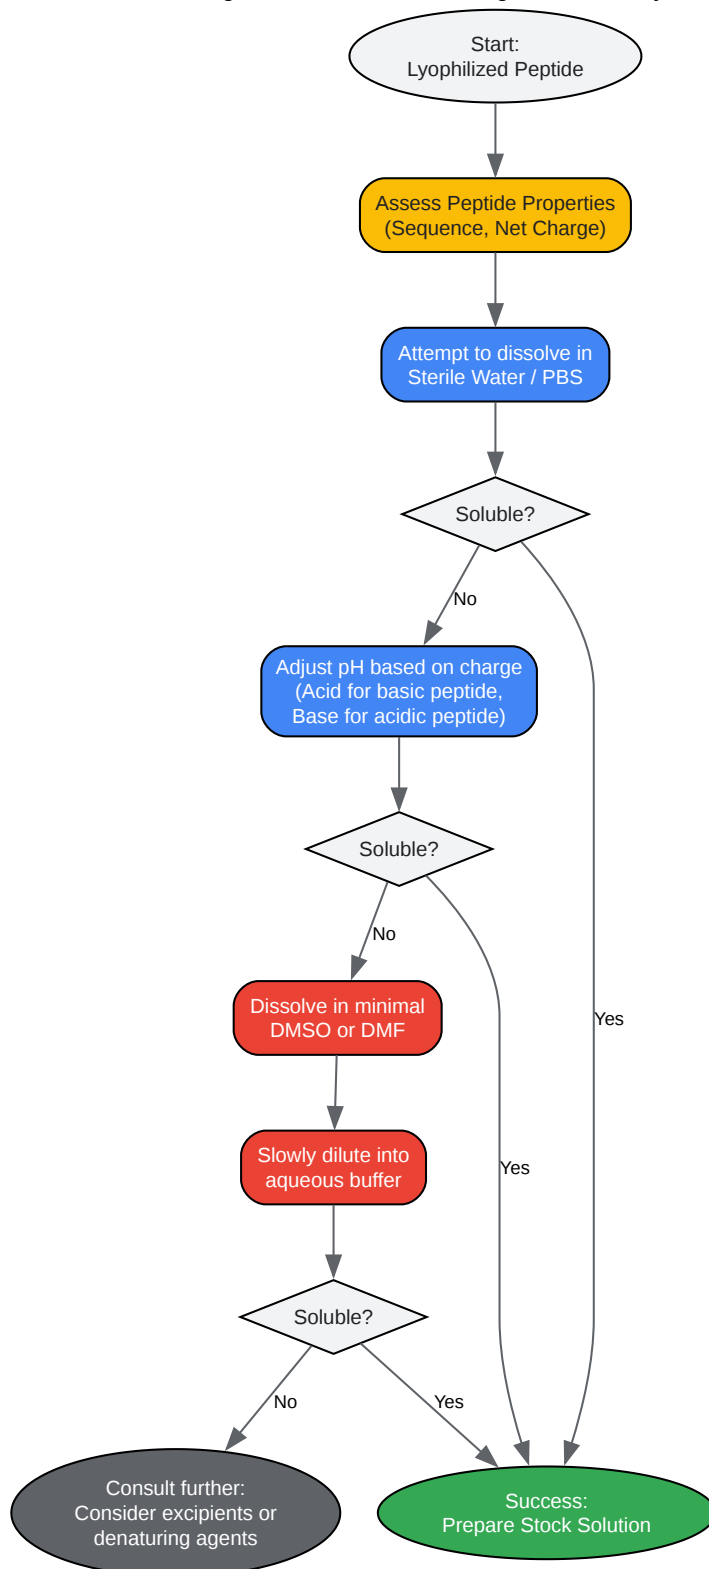 Start:
Lyophilized Peptide
Assess Peptide Properties
(Sequence, Net Charge)
Attempt to dissolve in
Sterile Water / PBS
Soluble?
No
Adjust pH based on charge
(Acid for basic peptide,
Base for acidic peptide)
Soluble?
No
Dissolve in minimal
DMSO or DMF
Yes
Slowly dilute into
aqueous buffer
Yes
Soluble?
No
Yes
Consult further:
Consider excipients or
denaturing agents
Success:
Prepare Stock Solution